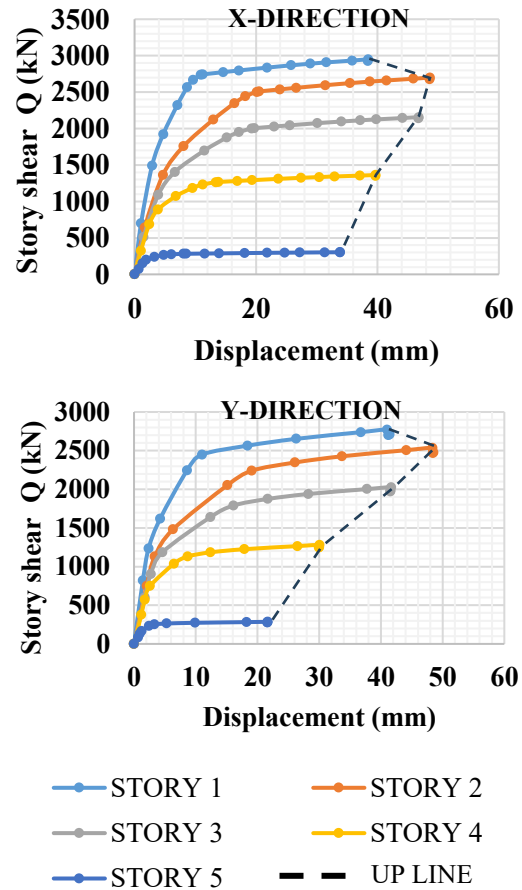 X-DIRECTION
Story shear Q (kN)
3500
3000
2500
2000
1500
1000
500
0
0 20 40 60
Displacement (mm)
Y-DIRECTION
Story shear Q (kN)
3000
2500
2000
1500
1000
500
0
0 10 20 30 40 50 60
Displacement (mm)
STORY 1 STORY 2
STORY 3 STORY 4
STORY 5 UP LINE